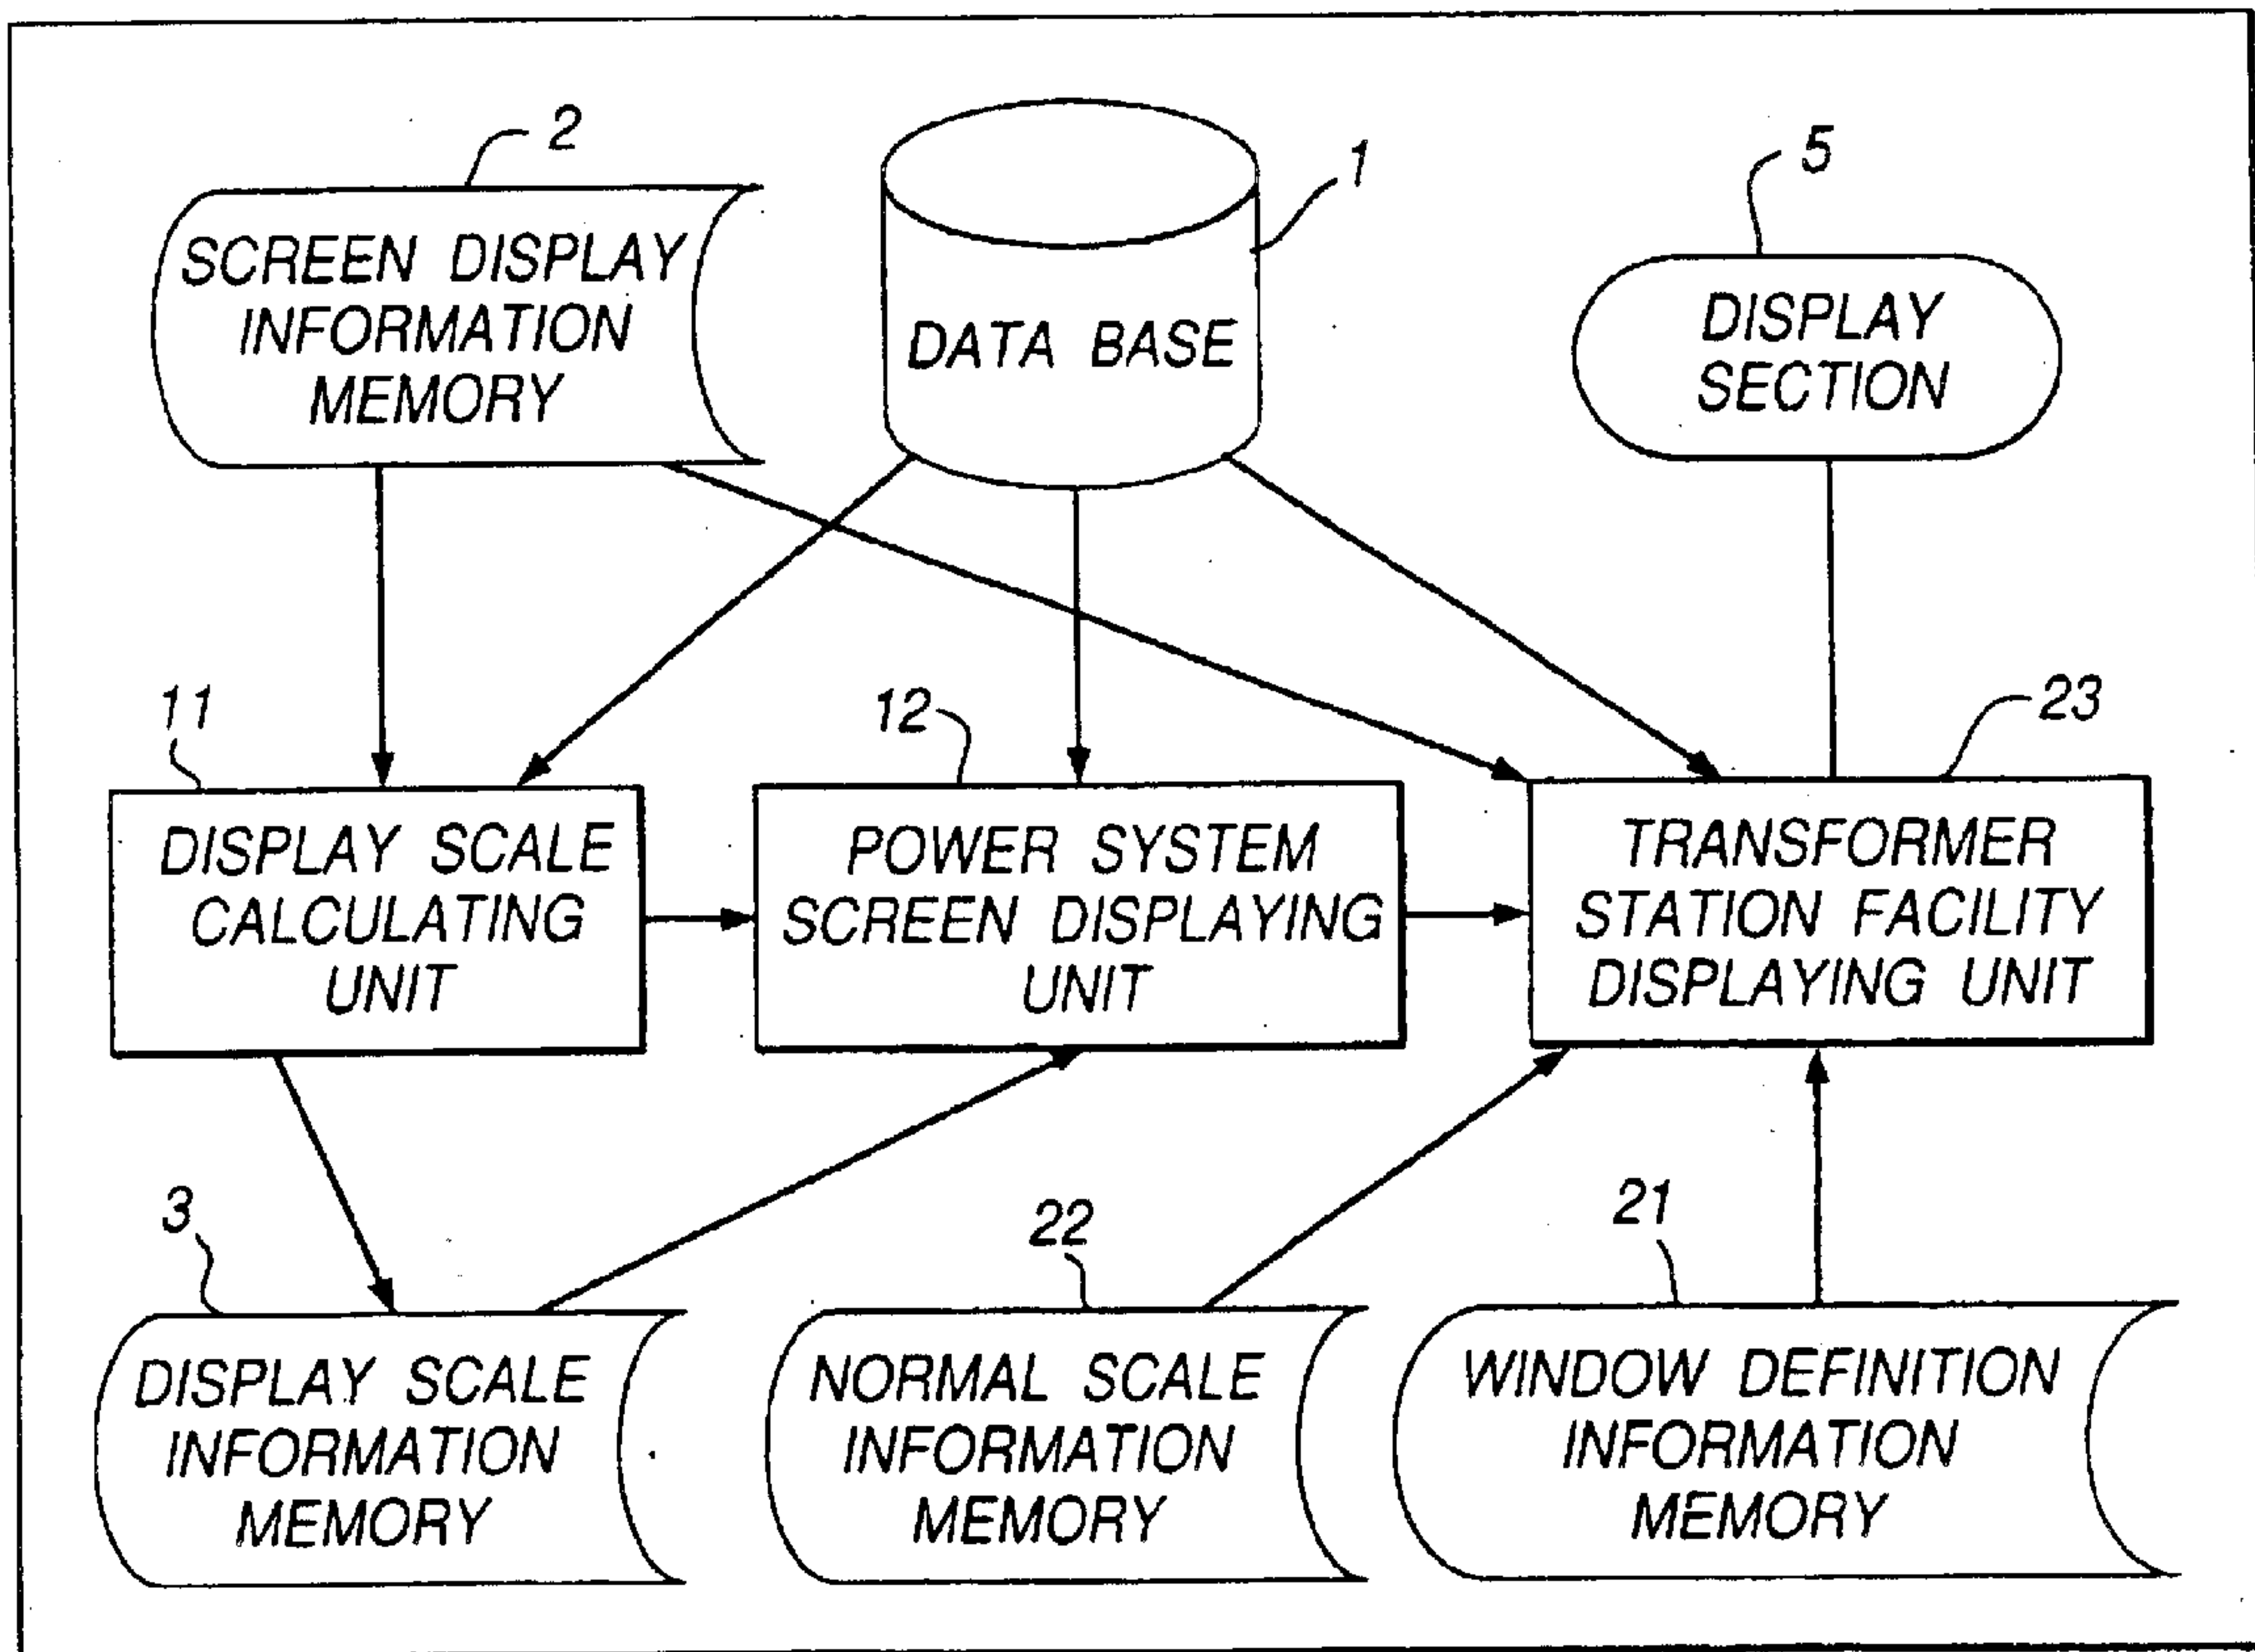 2
1
5
SCREEN DISPLAY
INFORMATION
MEMORY
DATA BASE
DISPLAY
SECTION
11
12
23
DISPLAY SCALE
CALCULATING
UNIT
POWER SYSTEM
SCREEN DISPLAYING
UNIT
TRANSFORMER
STATION FACILITY
DISPLAYING UNIT
3
22
21
DISPLAY SCALE
INFORMATION
MEMORY
NORMAL SCALE
INFORMATION
MEMORY
WINDOW DEFINITION
INFORMATION
MEMORY